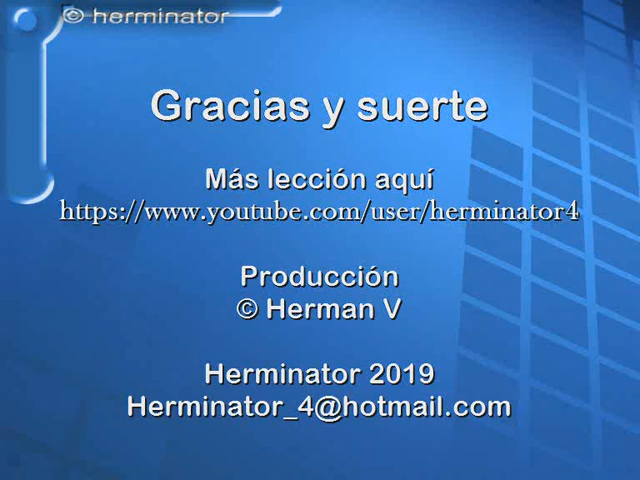 © herminator
Gracias y suerte
Más lección aquí
https://www.youtube.com/user/herminator4
Producción
© Herman V
Herminator 2019
Herminator_4@hotmail.com